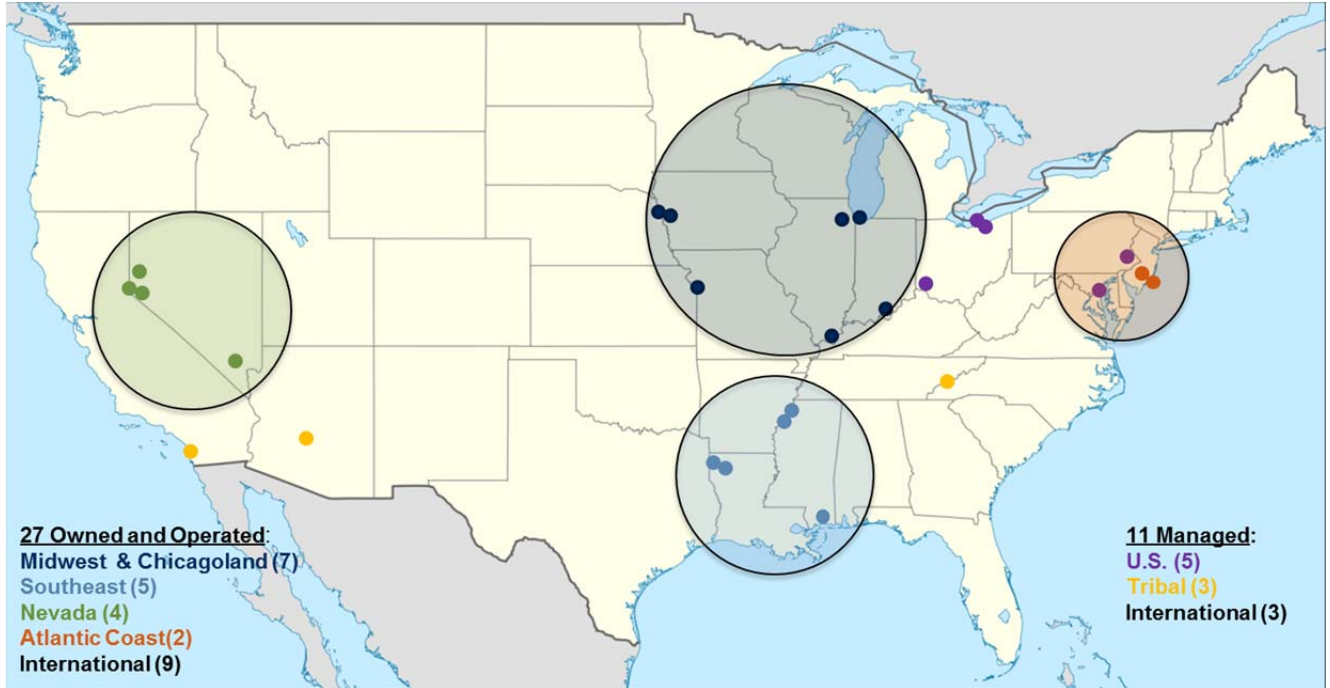 27 Owned and Operated:
Midwest & Chicagoland (7)
Southeast (5)
Nevada (4)
Atlantic Coast(2)
International (9)
11 Managed:
U.S. (5)
Tribal (3)
International (3)